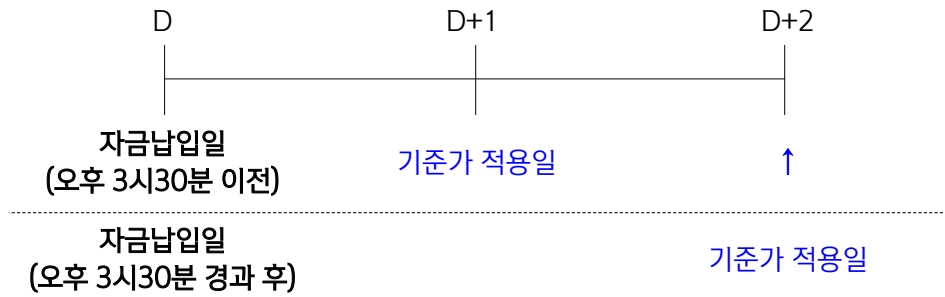 D D+1 D+2
자금납입일
(오후 3시30분 이전)
기준가 적용일
↑
자금납입일
(오후 3시30분 경과 후)
기준가 적용일